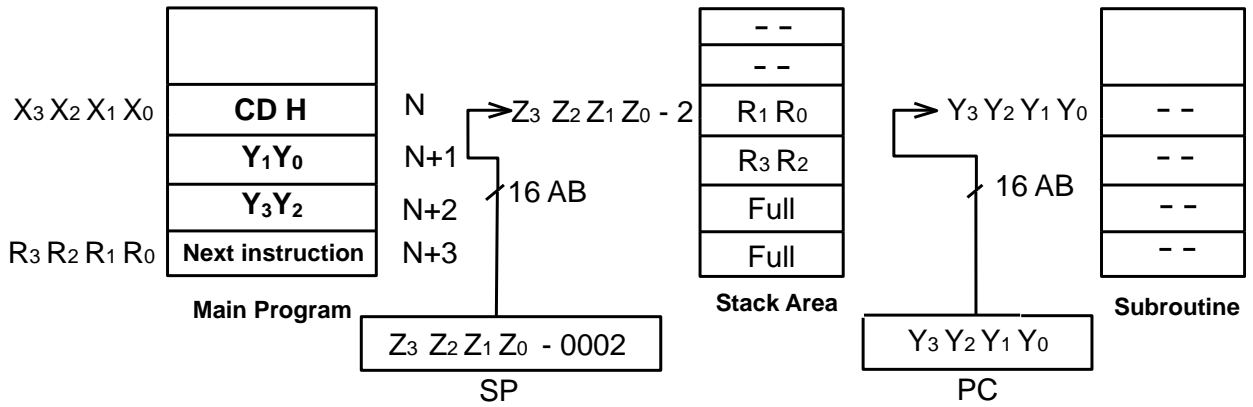 - -
- -
X3 X2 X1 X0 CD H N Z3 Z2 Z1 Z0 - 2 R1 R0 Y3 Y2 Y1 Y0 - -
Y1Y0 N+1 R3 R2 - -
16 AB 16 AB
Y3Y2 N+2 Full - -
R3 R2 R1 R0 Next instruction N+3 Full - -
Main Program Stack Area Subroutine
Z3 Z2 Z1 Z0 - 0002 Y3 Y2 Y1 Y0
SP PC